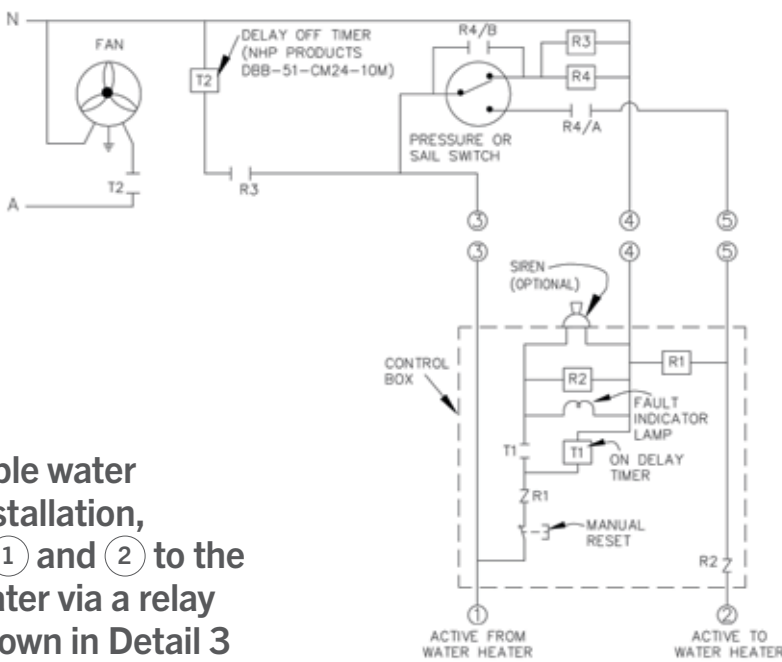 N
FAN
T2
A
DELAY OFF TIMER
(NHP PRODUCTS
DBB-51-CM24-10M)
T2
R3
R4/B
R3
R4
R4/A
PRESSURE OR
SAIL SWITCH
3
4
5
3
4
5
SIREN
(OPTIONAL)
CONTROL
BOX
R1
R2
FAULT
INDICATOR
LAMP
T1
T1
ON DELAY
TIMER
R1
MANUAL
RESET
R2
1
2
ACTIVE FROM
WATER HEATER
ACTIVE TO
WATER HEATER
ple water
stallation,
1 and 2 to the
ter via a relay
own in Detail 3